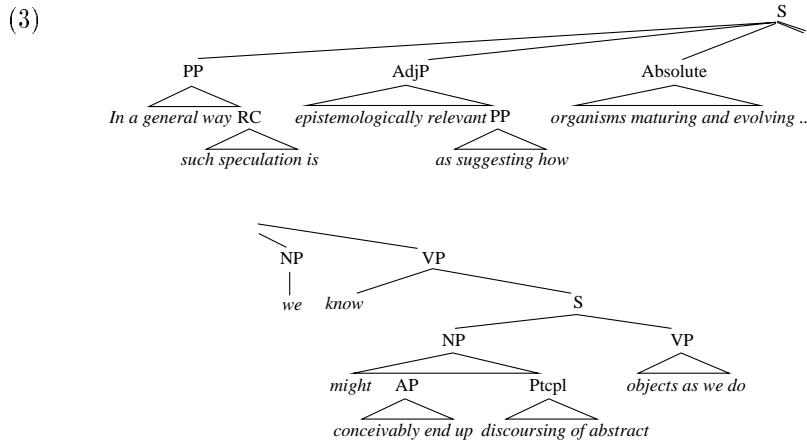 (3)
S
PP AdjP Absolute
In a general way RC epistemologically relevant PP organisms maturing and evolving ..
such speculation is as suggesting how
NP VP
we know S
NP VP
might AP Ptcpl objects as we do
conceivably end up discoursing of abstract